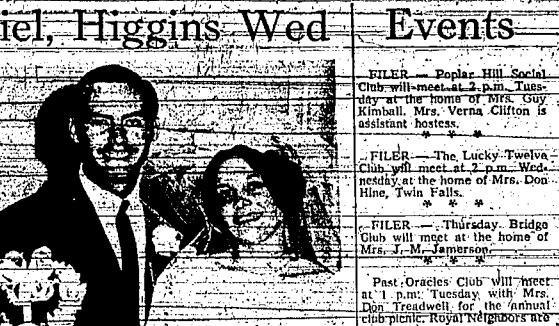 iel, Higgins Wed
Events
FILER — Poplar Hill Social
Club will meet at 2 p.m. Tues-
day at the home of Mrs. Guy
Kimball. Mrs. Verna Clifton is
assistant hostess.
* * *
FILER — The Lucky Twelve
Club will meet at 2 p.m. Wed-
nesday at the home of Mrs. Don
Hine, Twin Falls.
* * *
FILER — Thursday Bridge
Club will meet at the home of
Mrs. J. M. Jamerson.
* * *
Past Oracles Club will meet
at 1 p.m. Tuesday with Mrs.
Don Treadwell for the annual
club picnic. Royal Neighbors are